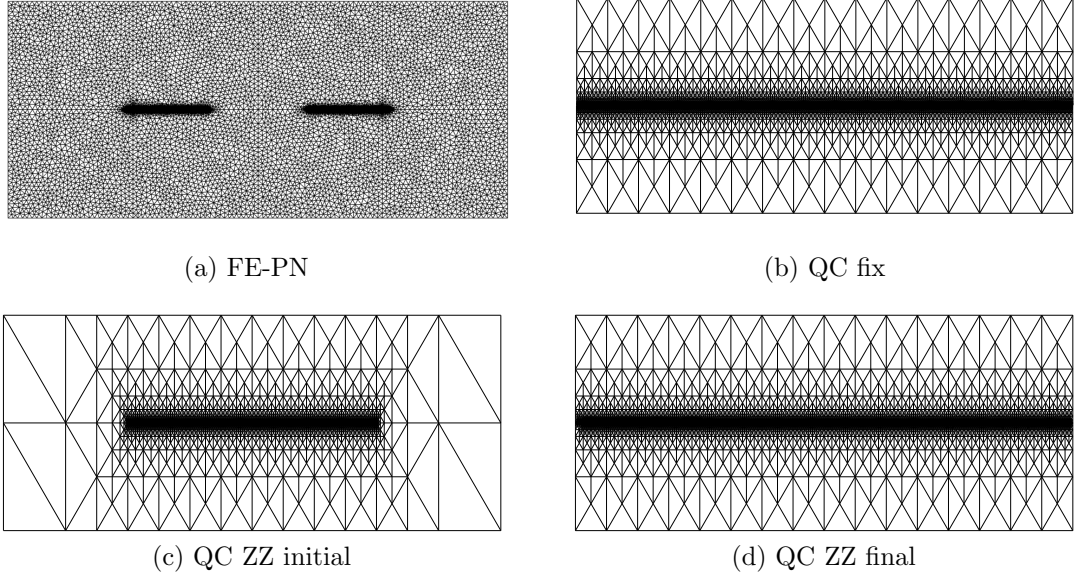 (a) FE-PN
(b) QC fix
(c) QC ZZ initial
(d) QC ZZ final